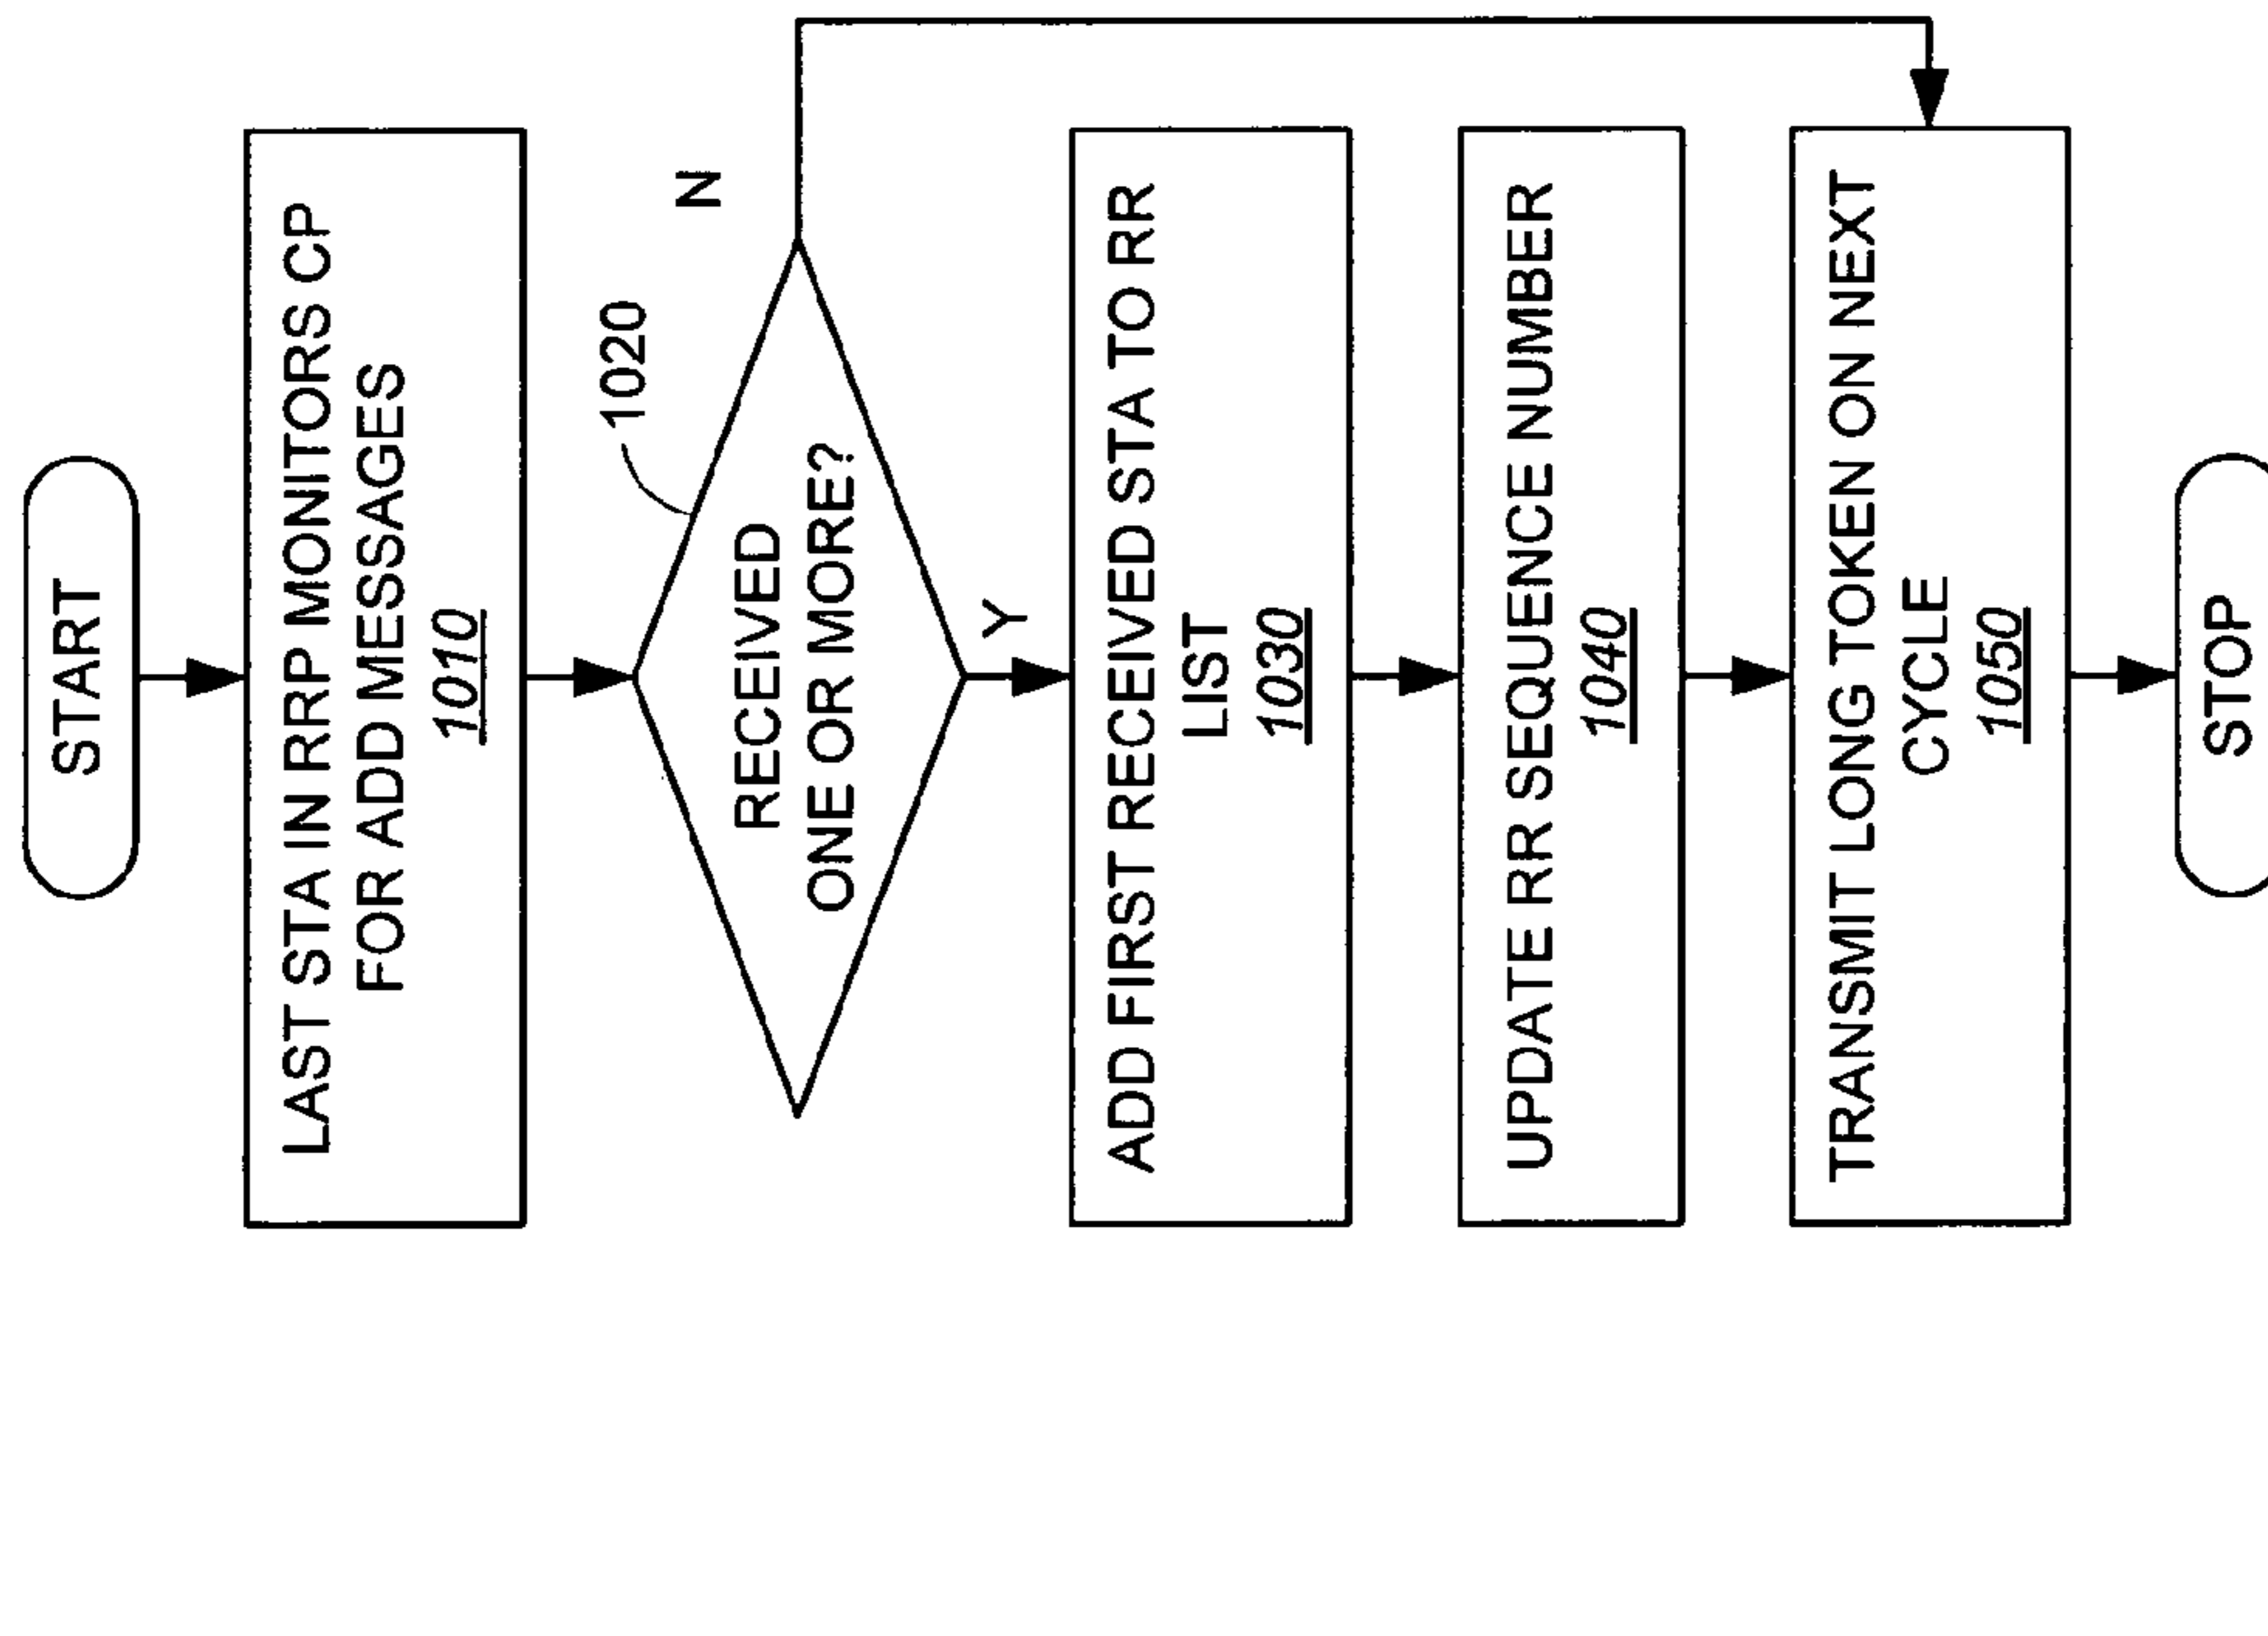 START
LAST STA IN RRP MONITORS CP
FOR ADD MESSAGES
1010
1020
RECEIVED
ONE OR MORE?
N
Y
ADD FIRST RECEIVED STA TO RR
LIST
1030
UPDATE RR SEQUENCE NUMBER
1040
TRANSMIT LONG TOKEN ON NEXT
CYCLE
1050
STOP